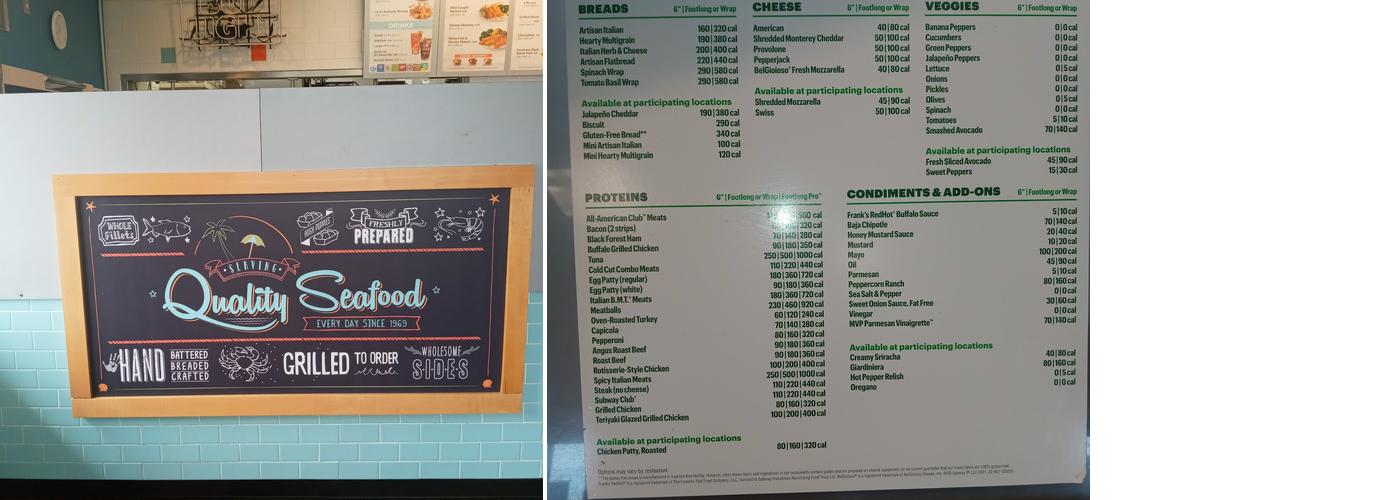 DRINKS
WHOLE
Fillets
HUSH PUPPIES
FRESHLY
PREPARED
SERVING
Quality Seafood
EVERY DAY SINCE 1969
HAND
BATTERED
BREADED
CRAFTED
GRILLED TO ORDER
WHOLESOME
SIDES
BREADS 6" | Footlong or Wrap
Artisan Italian 160 | 320 cal
Hearty Multigrain 190 | 380 cal
Italian Herb & Cheese 200 | 400 cal
Artisan Flatbread 220 | 440 cal
Spinach Wrap 290 | 580 cal
Tomato Basil Wrap 290 | 580 cal
Available at participating locations
Jalapeño Cheddar 190 | 380 cal
Biscuit 290 cal
Gluten-Free Bread** 340 cal
Mini Artisan Italian 100 cal
Mini Hearty Multigrain 120 cal
CHEESE 6" | Footlong or Wrap
American 40 | 80 cal
Shredded Monterey Cheddar 50 | 100 cal
Provolone 50 | 100 cal
Pepperjack 50 | 100 cal
BelGioioso® Fresh Mozzarella 40 | 80 cal
Available at participating locations
Shredded Mozzarella 45 | 90 cal
Swiss 50 | 100 cal
VEGGIES 6" | Footlong or Wrap
Banana Peppers 0 | 0 cal
Cucumbers 0 | 0 cal
Green Peppers 0 | 0 cal
Jalapeño Peppers 0 | 0 cal
Lettuce 0 | 5 cal
Onions 0 | 0 cal
Pickles 0 | 0 cal
Olives 0 | 5 cal
Spinach 0 | 0 cal
Tomatoes 5 | 10 cal
Smashed Avocado 70 | 140 cal
Available at participating locations
Fresh Sliced Avocado 45 | 90 cal
Sweet Peppers 15 | 30 cal
PROTEINS 6" | Footlong or Wrap | Footlong Pro™
All-American Club™ Meats 560 cal
Bacon (2 strips) 320 cal
Black Forest Ham 70 | 140 | 280 cal
Buffalo Grilled Chicken 90 | 180 | 350 cal
Tuna 250 | 500 | 1000 cal
Cold Cut Combo Meats 110 | 220 | 440 cal
Egg Patty (regular) 180 | 360 | 720 cal
Egg Patty (white) 90 | 180 | 360 cal
Italian B.M.T.® Meats 180 | 360 | 720 cal
Meatballs 230 | 460 | 920 cal
Oven-Roasted Turkey 60 | 120 | 240 cal
Capicola 70 | 140 | 280 cal
Pepperoni 80 | 160 | 320 cal
Angus Roast Beef 90 | 180 | 360 cal
Roast Beef 90 | 180 | 360 cal
Rotisserie-Style Chicken 100 | 200 | 400 cal
Spicy Italian Meats 250 | 500 | 1000 cal
Steak (no cheese) 110 | 220 | 440 cal
Subway Club® 110 | 220 | 440 cal
Grilled Chicken 80 | 160 | 320 cal
Teriyaki Glazed Grilled Chicken 100 | 200 | 400 cal
Available at participating locations
Chicken Patty, Roasted 80 | 160 | 320 cal
CONDIMENTS & ADD-ONS 6" | Footlong or Wrap
Frank's RedHot® Buffalo Sauce 5 | 10 cal
Baja Chipotle 70 | 140 cal
Honey Mustard Sauce 20 | 40 cal
Mustard 10 | 20 cal
Mayo 100 | 200 cal
Oil 45 | 90 cal
Parmesan 5 | 10 cal
Peppercorn Ranch 80 | 160 cal
Sea Salt & Pepper 0 | 0 cal
Sweet Onion Sauce, Fat Free 30 | 60 cal
Vinegar 0 | 0 cal
MVP Parmesan Vinaigrette™ 70 | 140 cal
Available at participating locations
Creamy Sriracha 40 | 80 cal
Giardiniera 80 | 160 cal
Hot Pepper Relish 0 | 5 cal
Oregano 0 | 0 cal
Options may vary by restaurant.